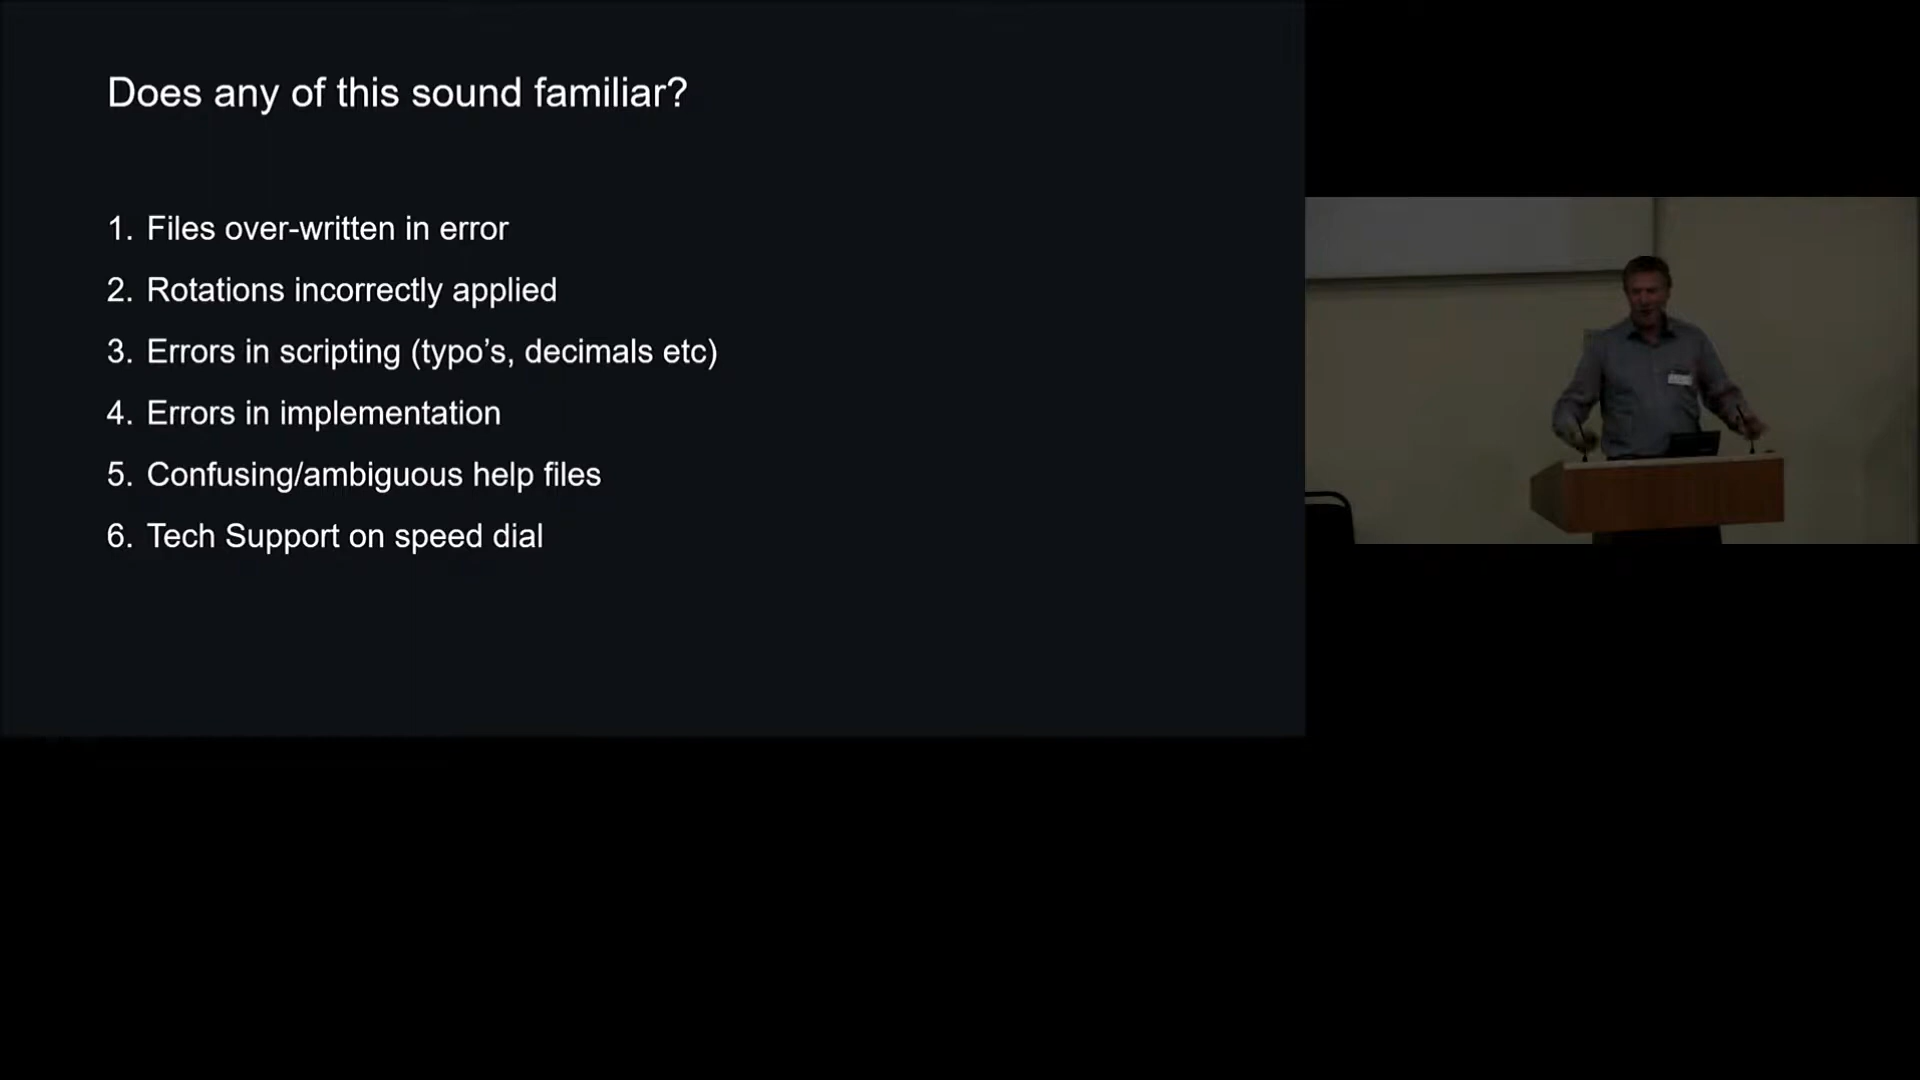 Does any of this sound familiar?
1. Files over-written in error
2. Rotations incorrectly applied
3. Errors in scripting (typo’s, decimals etc)
4. Errors in implementation
5. Confusing/ambiguous help files
6. Tech Support on speed dial